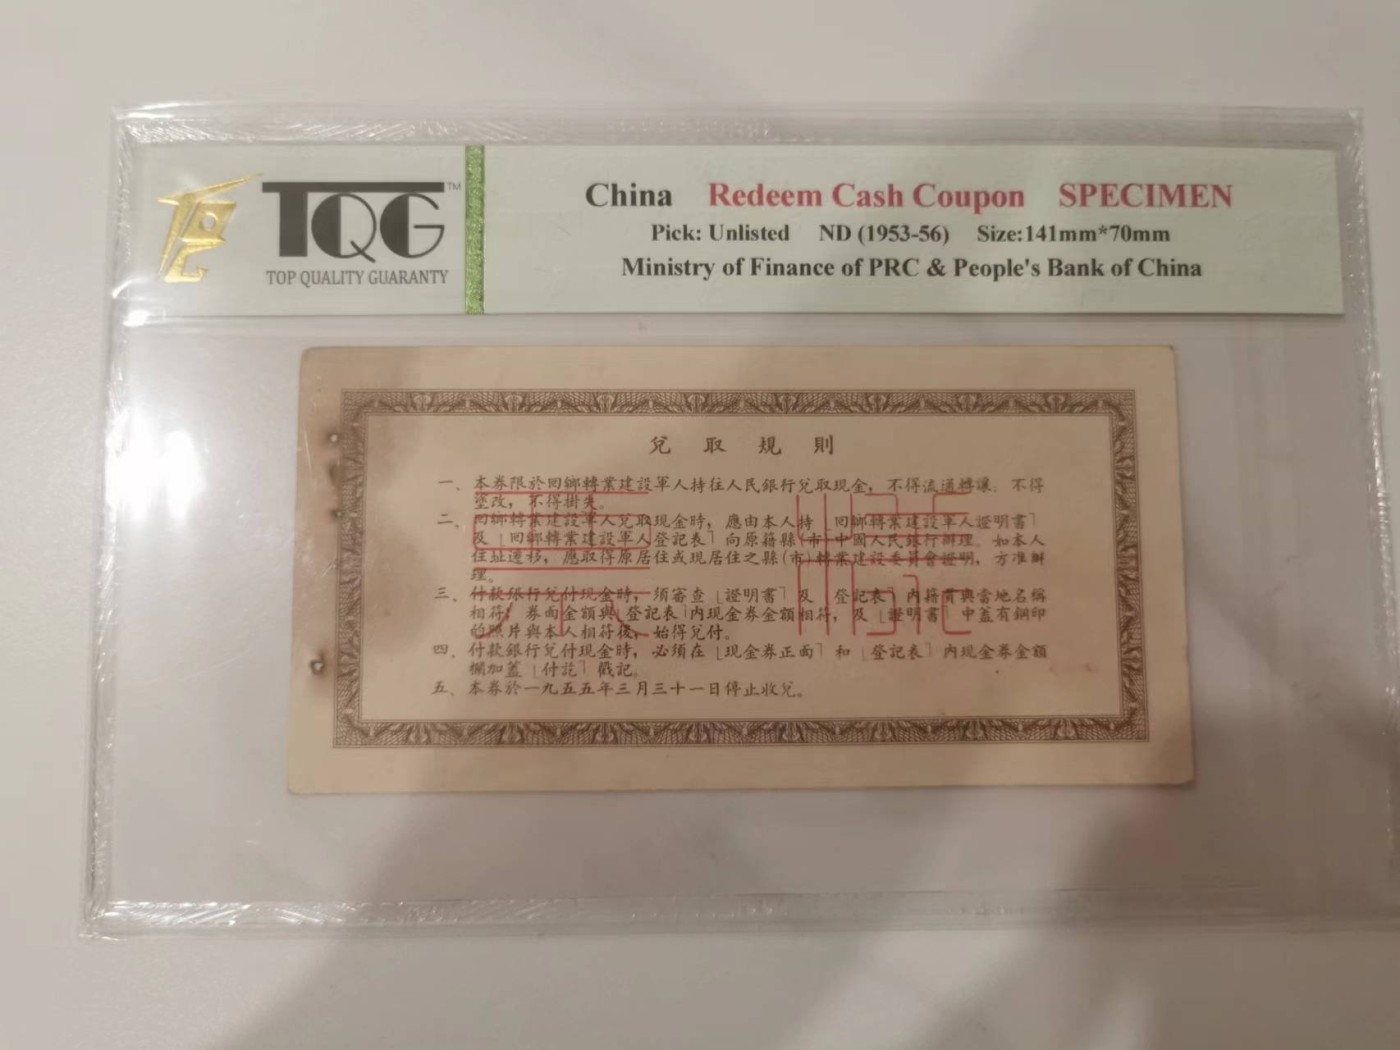 TQG™
TOP QUALITY GUARANTY
China Redeem Cash Coupon SPECIMEN
Pick: Unlisted ND (1953-56) Size:141mm*70mm
Ministry of Finance of PRC & People's Bank of China
兌取規則
一、本券限於回鄉轉業建設軍人持往人民銀行兌取現金，不得流通轉讓，不得
塗改，不得掛失。
二、回鄉轉業建設軍人兌取現金時，應由本人持「回鄉轉業建設軍人證明書」
及「回鄉轉業建設軍人登記表」向原籍縣(市)中國人民銀行辦理。如本人
住址遷移，應取得原居住或現居住之縣(市)轉業建設委員會證明，方准辦
理。
三、付款銀行兌付現金時，須審查「證明書」及「登記表」內籍貫與當地名稱
相符，券面金額與「登記表」內現金券金額相符，及「證明書」中蓋有鋼印
的照片與本人相符後，始得兌付。
四、付款銀行兌付現金時，必須在「現金券正面」和「登記表」內現金券金額
欄加蓋「付訖」戳記。
五、本券於一九五五年三月三十一日停止收兌。